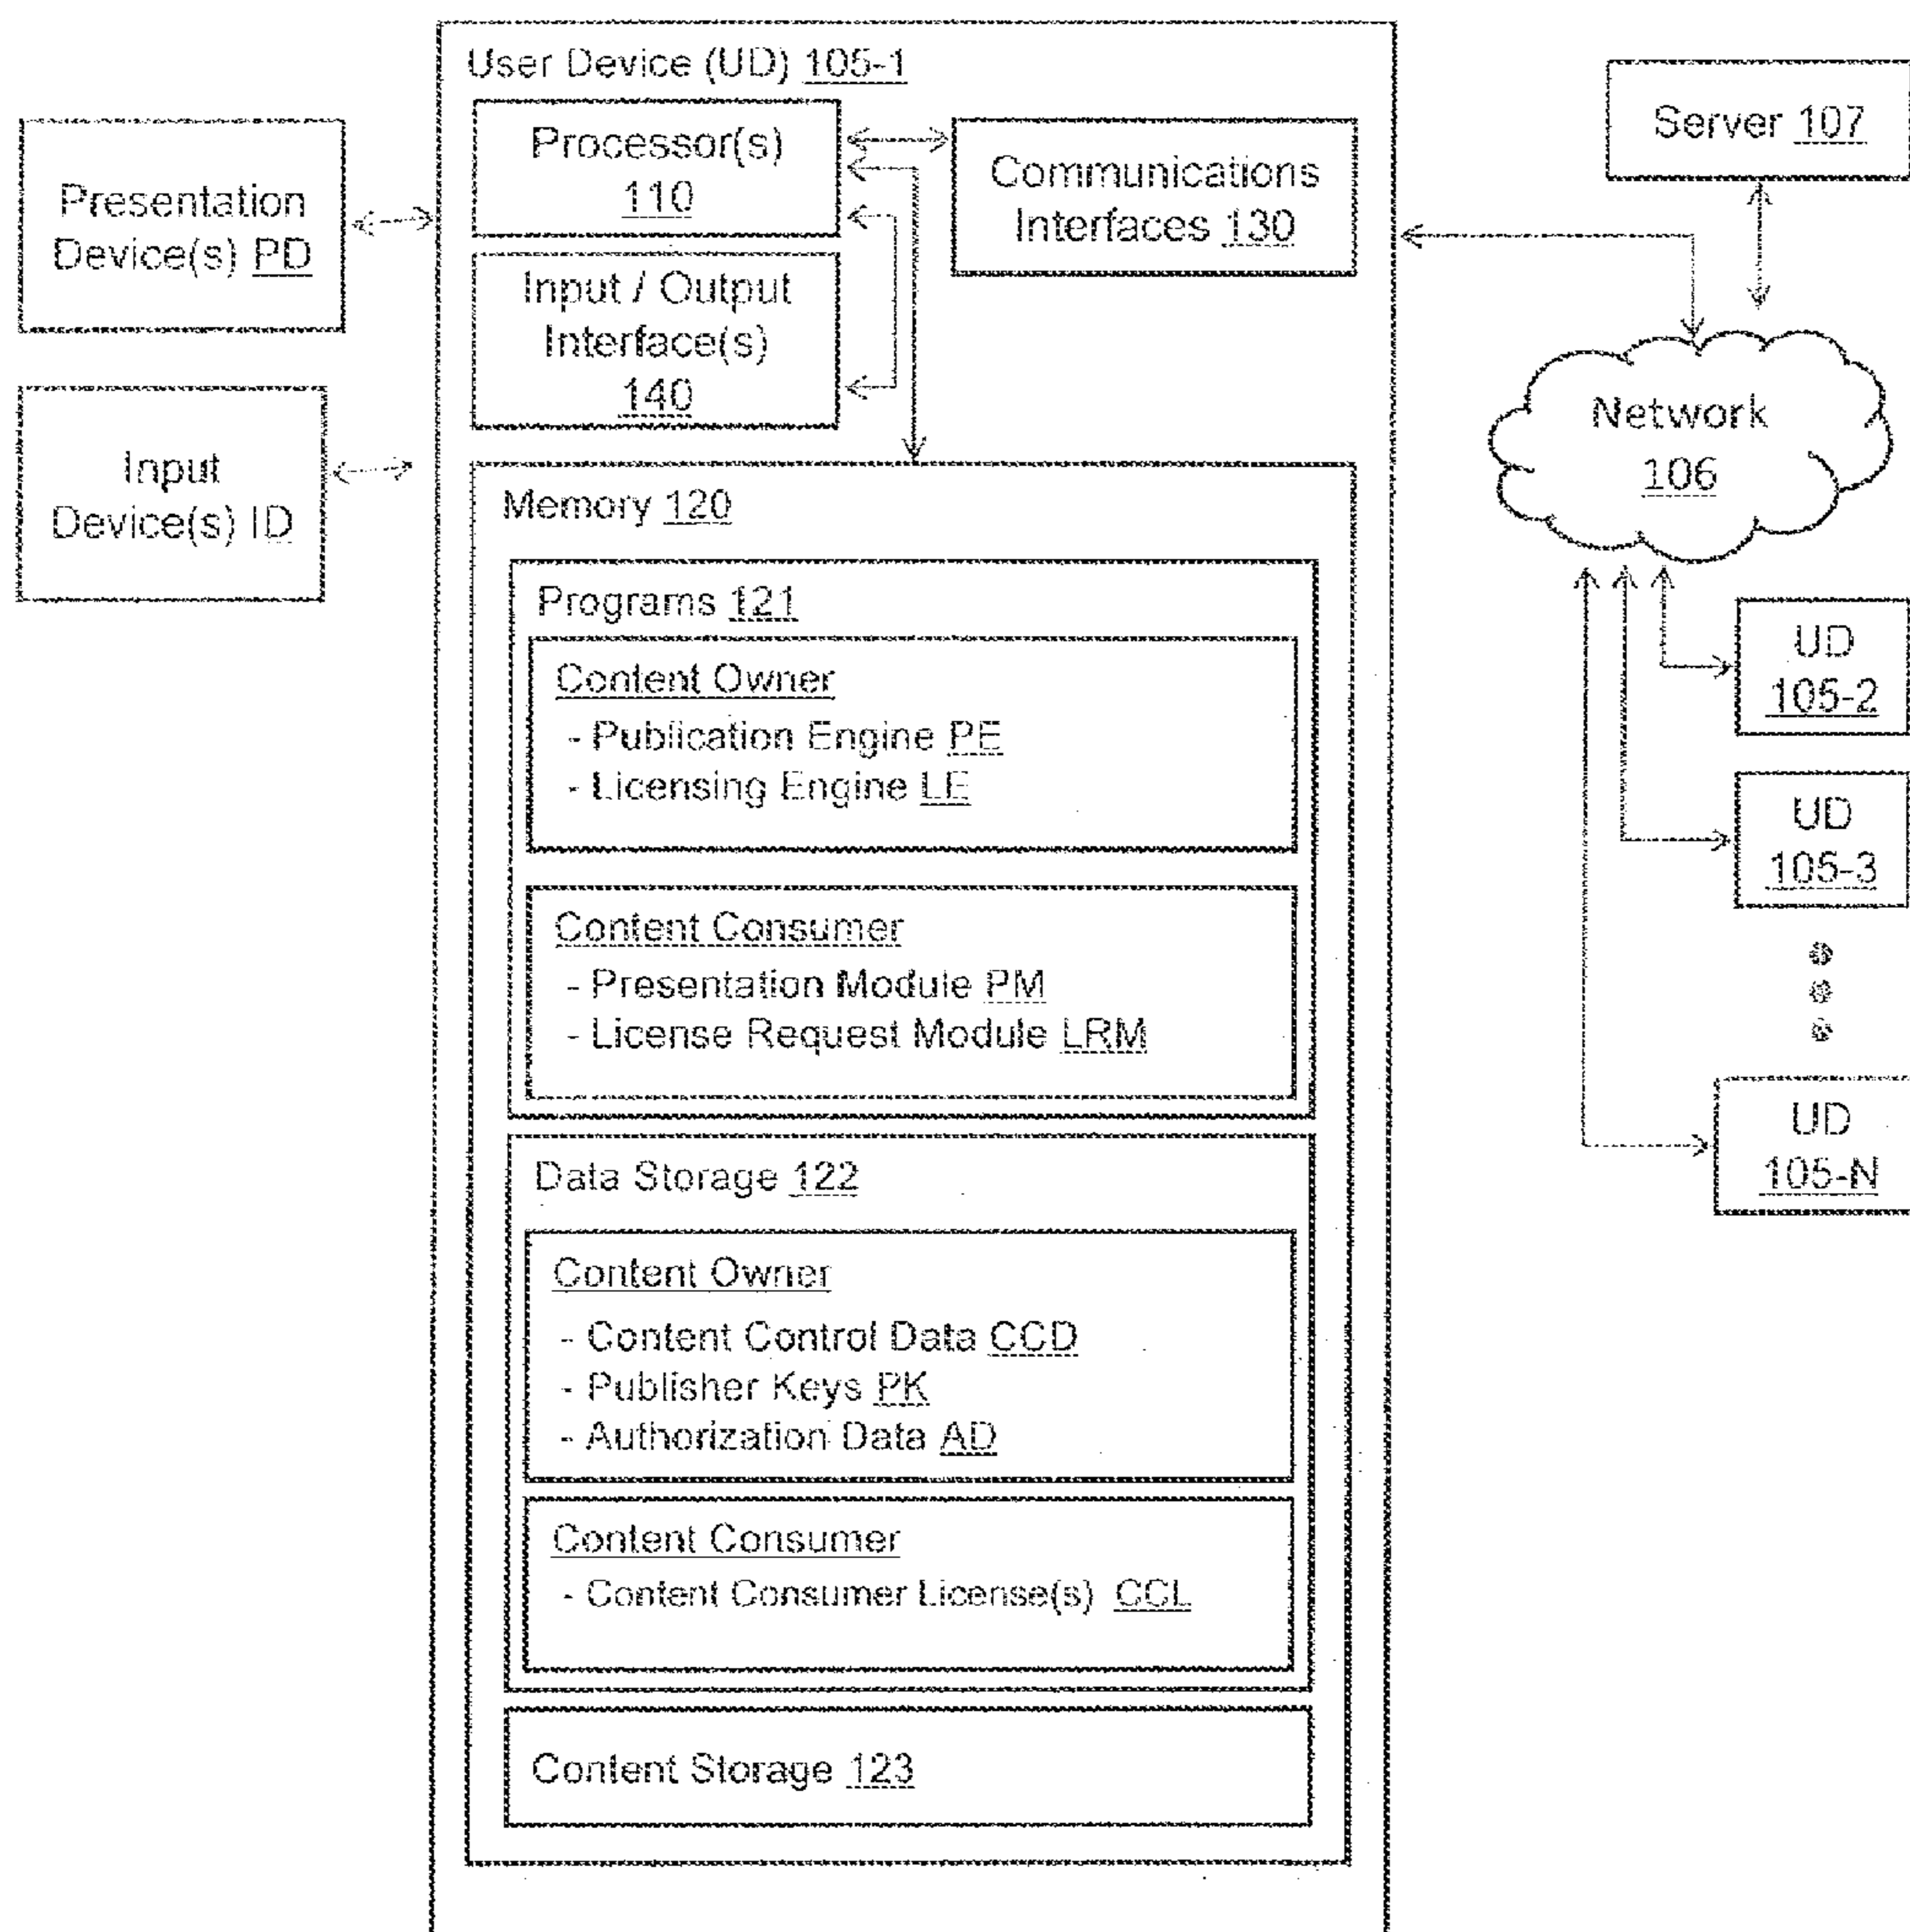 User Device (UD) 105-1
Presentation
Device(s) PD
Input
Device(s) ID
Processor(s)
110
Input / Output
Interface(s)
140
Communications
Interfaces 130
Memory 120
Programs 121
Content Owner
- Publication Engine PE
- Licensing Engine LE
Content Consumer
- Presentation Module PM
- License Request Module LRM
Data Storage 122
Content Owner
- Content Control Data CCD
- Publisher Keys PK
- Authorization Data AD
Content Consumer
- Content Consumer License(s) CCL
Content Storage 123
Server 107
Network
106
UD
105-2
UD
105-3
UD
105-N